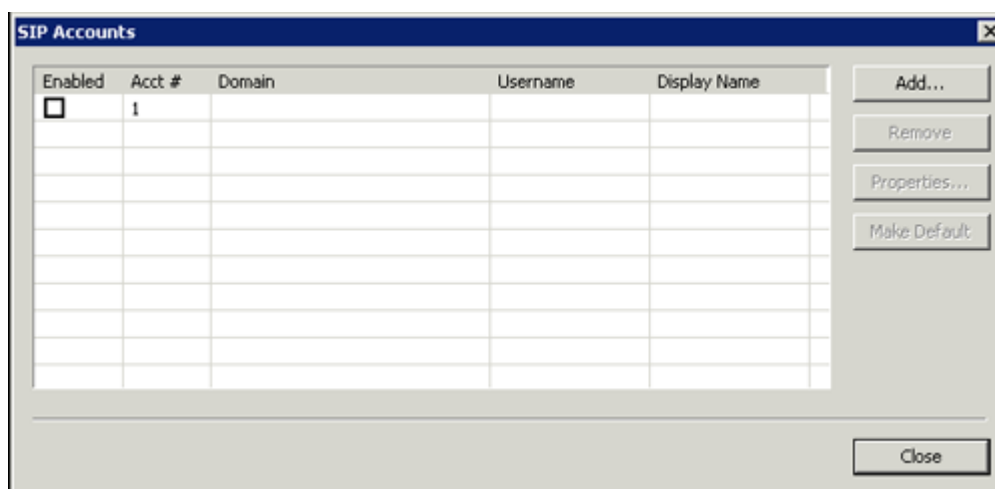 SIP Accounts
Enabled Acct # Domain Username Display Name
1
Add...
Remove
Properties...
Make Default
Close